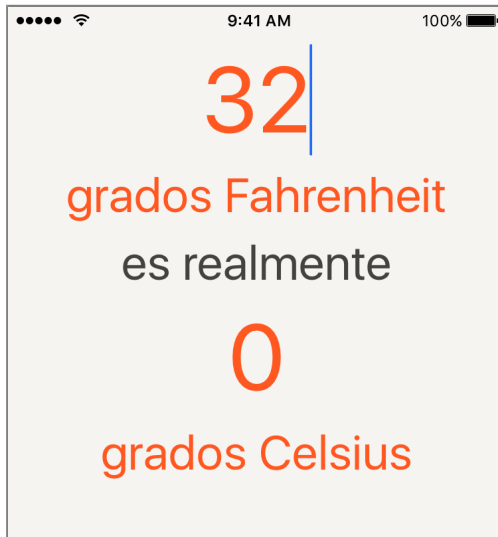 9:41 AM 100%
32
grados Fahrenheit
es realmente
0
grados Celsius